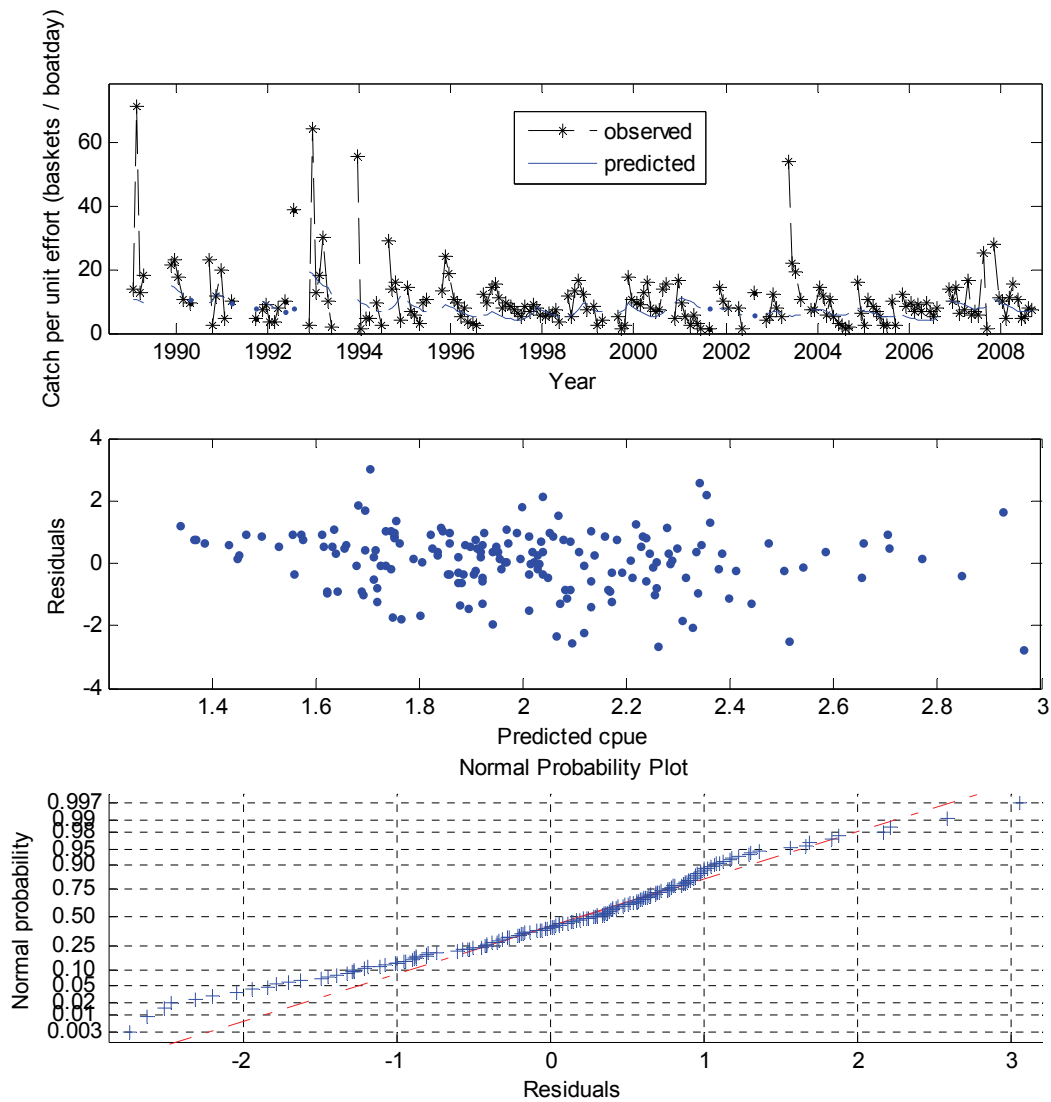 Catch per unit effort (baskets / boatday)
60
40
20
0
observed
predicted
1990 1992 1994 1996 1998 2000 2002 2004 2006 2008
Year
4
2
0
-2
-4
Residuals
1.4 1.6 1.8 2 2.2 2.4 2.6 2.8 3
Predicted cpue
Normal Probability Plot
0.997
0.99
0.98
0.95
0.90
0.75
0.50
0.25
0.10
0.05
0.02
0.01
0.003
Normal probability
-2 -1 0 1 2 3
Residuals